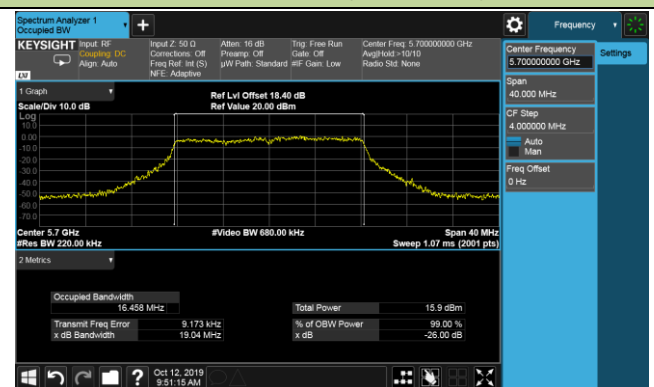 Spectrum Analyzer 1
Occupied BW
Frequency
KEYSIGHT
Input: RF
Coupling: DC
Align: Auto
Input Z: 50 Ω
Corrections: Off
Freq Ref: Int (S)
NFE: Adaptive
Atten: 16 dB
Preamp: Off
µW Path: Standard
Trig: Free Run
Gate: Off
#IF Gain: Low
Center Freq: 5.700000000 GHz
Avg|Hold:>10/10
Radio Std: None
LXI
Center Frequency
5.700000000 GHz
Settings
Span
40.000 MHz
CF Step
4.000000 MHz
Auto
Man
Freq Offset
0 Hz
1 Graph
Scale/Div 10.0 dB
Ref Lvl Offset 18.40 dB
Ref Value 20.00 dBm
Log
10.0
0.00
-10.0
-20.0
-30.0
-40.0
-50.0
-60.0
-70.0
Center 5.7 GHz
#Video BW 680.00 kHz
Span 40 MHz
#Res BW 220.00 kHz
Sweep 1.07 ms (2001 pts)
2 Metrics
Occupied Bandwidth
16.458 MHz
Total Power 15.9 dBm
Transmit Freq Error 9.173 kHz
% of OBW Power 99.00 %
x dB Bandwidth 19.04 MHz
x dB -26.00 dB
?
Oct 12, 2019
9:51:15 AM